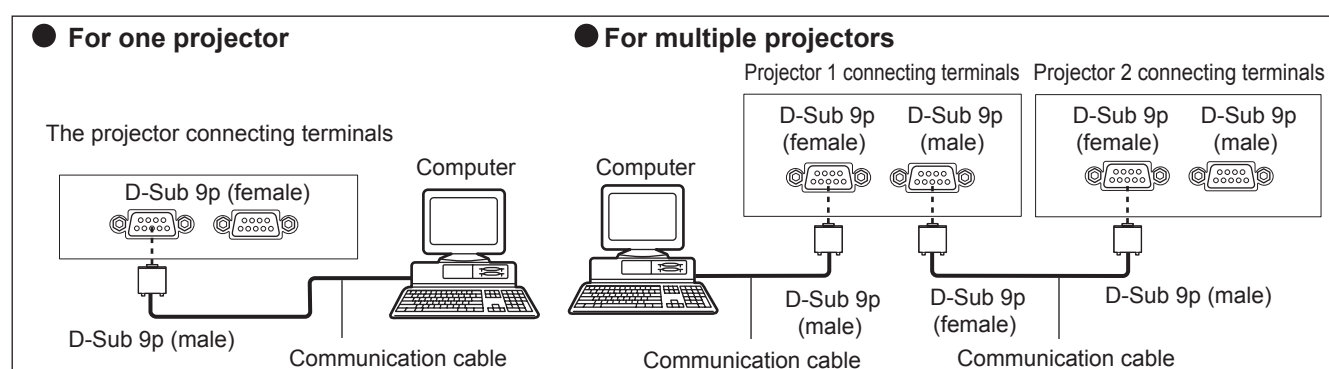 ● For one projector
The projector connecting terminals
D-Sub 9p (female)
Computer
D-Sub 9p (male)
Communication cable
● For multiple projectors
Projector 1 connecting terminals
Projector 2 connecting terminals
D-Sub 9p
(female)
D-Sub 9p
(male)
D-Sub 9p
(female)
D-Sub 9p
(male)
Computer
D-Sub 9p
(male)
D-Sub 9p
(female)
D-Sub 9p (male)
Communication cable
Communication cable